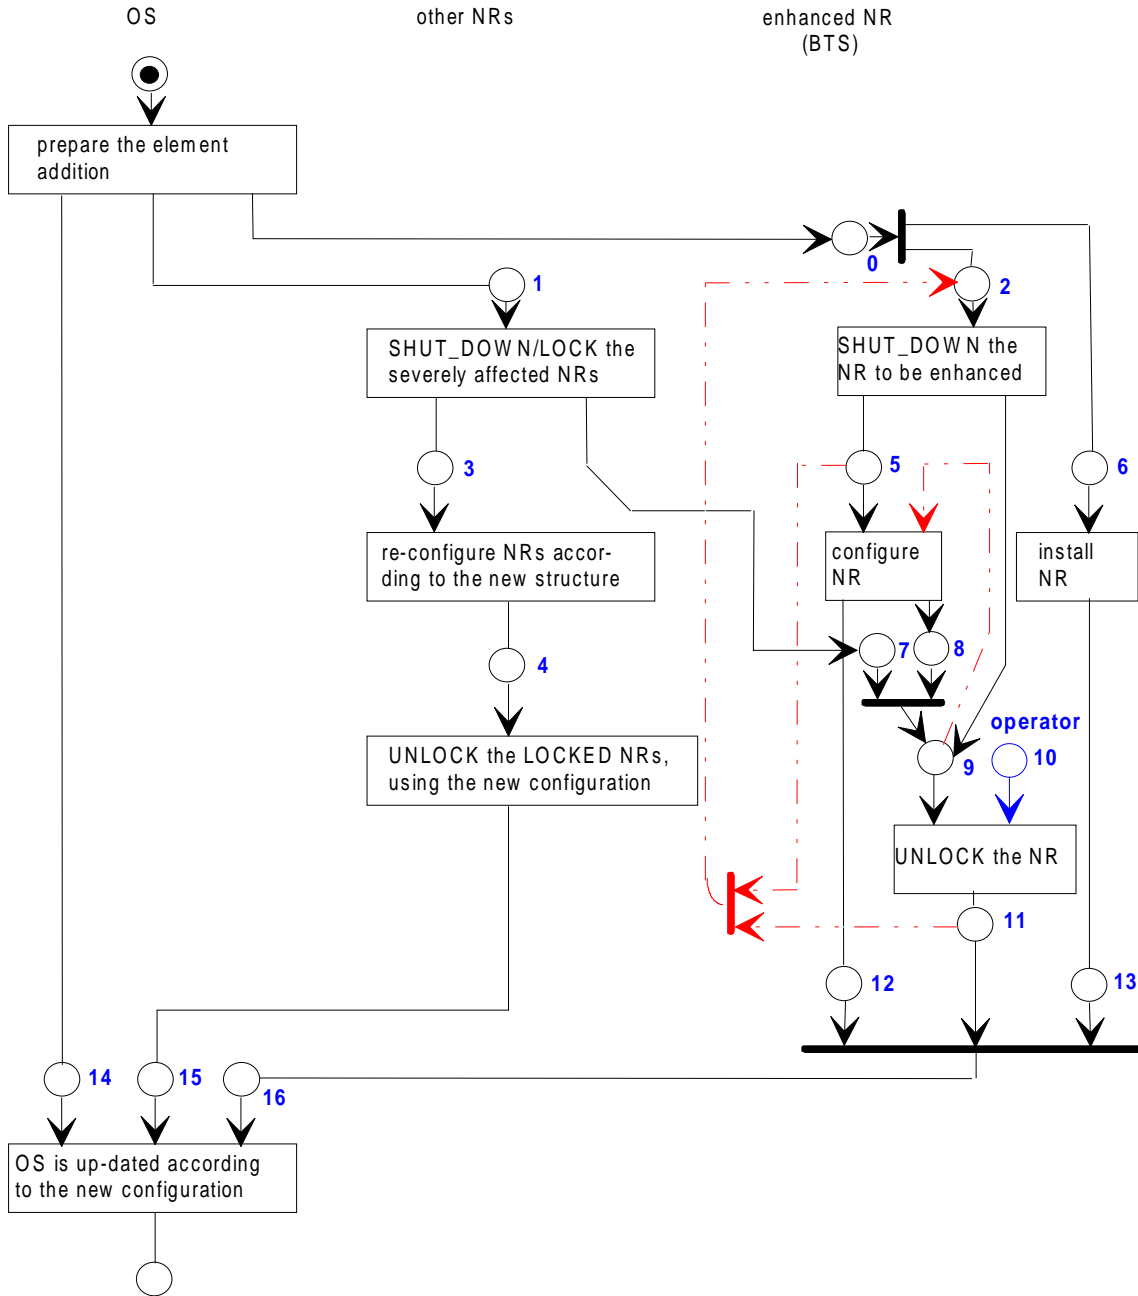 OS
other NRs
enhanced NR
(BTS)
prepare the element
addition
0
1
2
SHUT_DOWN/LOCK the
severely affected NRs
SHUT_DOWN the
NR to be enhanced
3
5
6
re-configure NRs accor-
ding to the new structure
configure
NR
install
NR
4
7
8
operator
9
10
UNLOCK the LOCKED NRs,
using the new configuration
UNLOCK the NR
11
12
13
14
15
16
OS is up-dated according
to the new configuration